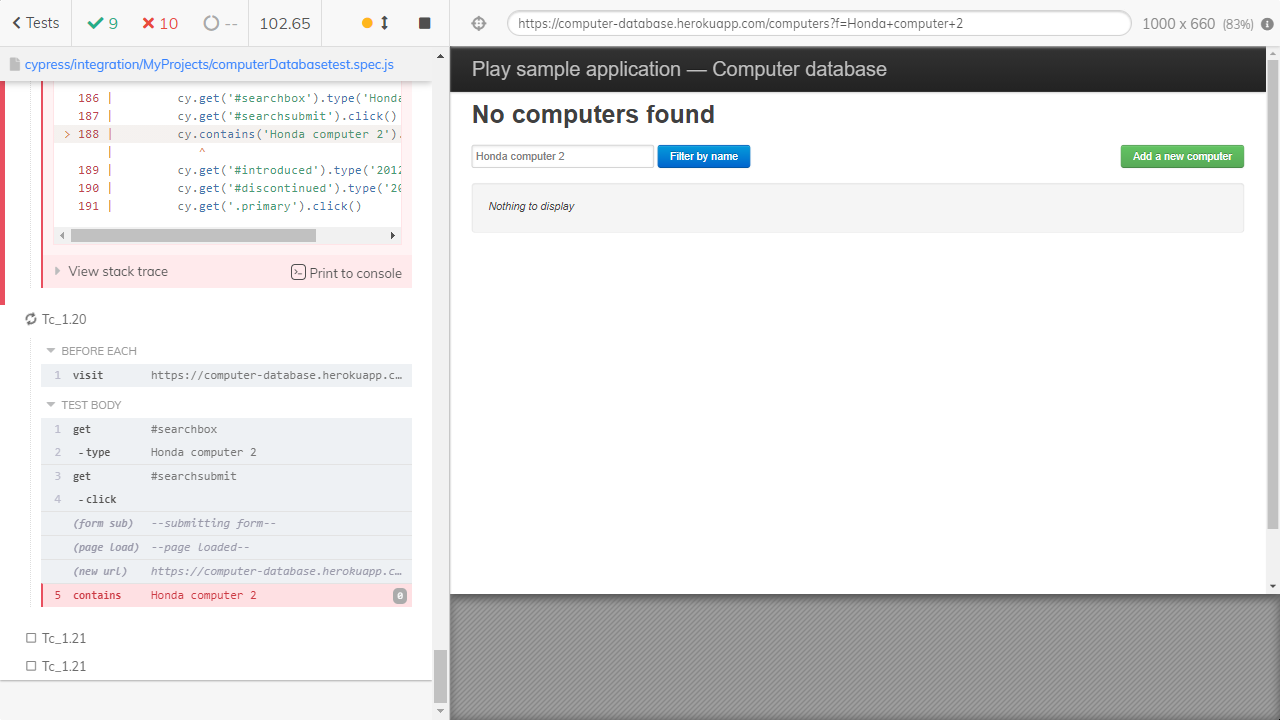 Tests 9 10 -- 102.65
https://computer-database.herokuapp.com/computers?f=Honda+computer+2 1000 x 660 (83%)
cypress/integration/MyProjects/computerDatabasetest.spec.js
186 | cy.get('#searchbox').type('Honda
187 | cy.get('#searchsubmit').click()
> 188 | cy.contains('Honda computer 2').
| ^
189 | cy.get('#introduced').type('2012
190 | cy.get('#discontinued').type('20
191 | cy.get('.primary').click()
View stack trace Print to console
Tc_1.20
BEFORE EACH
1 visit https://computer-database.herokuapp.c…
TEST BODY
1 get #searchbox
2 -type Honda computer 2
3 get #searchsubmit
4 -click
(form sub) --submitting form--
(page load) --page loaded--
(new url) https://computer-database.herokuapp.c…
5 contains Honda computer 2 0
Tc_1.21
Tc_1.21
Play sample application — Computer database
No computers found
Honda computer 2 Filter by name Add a new computer
Nothing to display